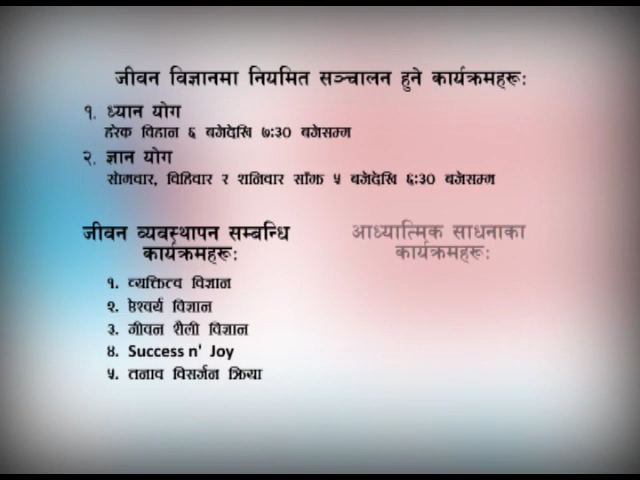 जीवन विज्ञानमा नियमित सञ्चालन हुने कार्यक्रमहरू:
१. ध्यान योग
हरेक विहान ६ बजेदेखि ७:३० बजेसम्म
२. ज्ञान योग
सोमवार, विहिवार र शनिवार साँझ ५ बजेदेखि ६:३० बजेसम्म
जीवन व्यवस्थापन सम्बन्धि
कार्यक्रमहरू:
१. व्यक्तित्व विज्ञान
२. ऐश्वर्य विज्ञान
३. जीवन शैली विज्ञान
४. Success n' Joy
५. तनाव विसर्जन क्रिया
आध्यात्मिक साधनाका
कार्यक्रमहरू: